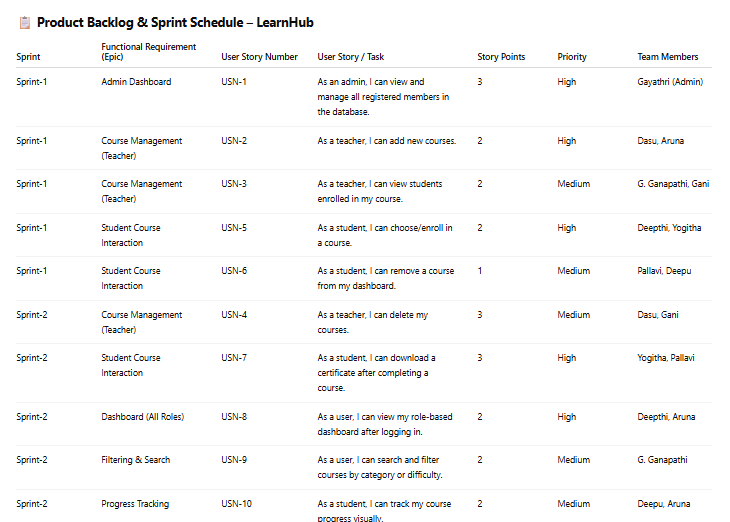 Product Backlog & Sprint Schedule – LearnHub
Sprint Functional Requirement (Epic) User Story Number User Story / Task Story Points Priority Team Members
Sprint-1 Admin Dashboard USN-1 As an admin, I can view and manage all registered members in the database. 3 High Gayathri (Admin)
Sprint-1 Course Management (Teacher) USN-2 As a teacher, I can add new courses. 2 High Dasu, Aruna
Sprint-1 Course Management (Teacher) USN-3 As a teacher, I can view students enrolled in my course. 2 Medium G. Ganapathi, Gani
Sprint-1 Student Course Interaction USN-5 As a student, I can choose/enroll in a course. 2 High Deepthi, Yogitha
Sprint-1 Student Course Interaction USN-6 As a student, I can remove a course from my dashboard. 1 Medium Pallavi, Deepu
Sprint-2 Course Management (Teacher) USN-4 As a teacher, I can delete my courses. 3 Medium Dasu, Gani
Sprint-2 Student Course Interaction USN-7 As a student, I can download a certificate after completing a course. 3 High Yogitha, Pallavi
Sprint-2 Dashboard (All Roles) USN-8 As a user, I can view my role-based dashboard after logging in. 2 High Deepthi, Aruna
Sprint-2 Filtering & Search USN-9 As a user, I can search and filter courses by category or difficulty. 2 Medium G. Ganapathi
Sprint-2 Progress Tracking USN-10 As a student, I can track my course progress visually. 2 Medium Deepu, Aruna